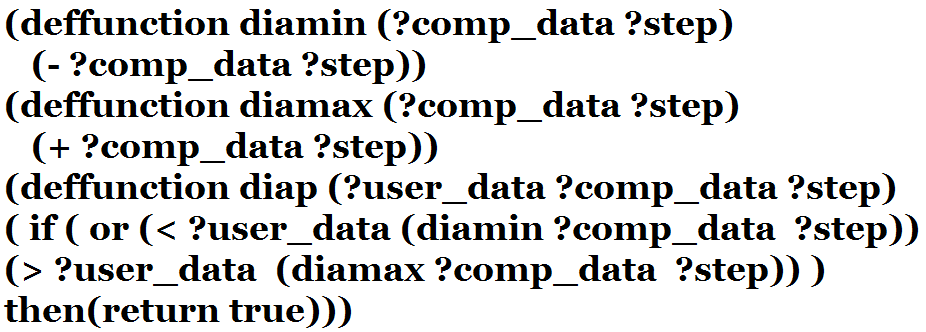 (deffunction diamin (?comp_data ?step)
(- ?comp_data ?step))
(deffunction diamax (?comp_data ?step)
(+ ?comp_data ?step))
(deffunction diap (?user_data ?comp_data ?step)
( if ( or (< ?user_data (diamin ?comp_data ?step))
(> ?user_data (diamax ?comp_data ?step)) )
then(return true)))